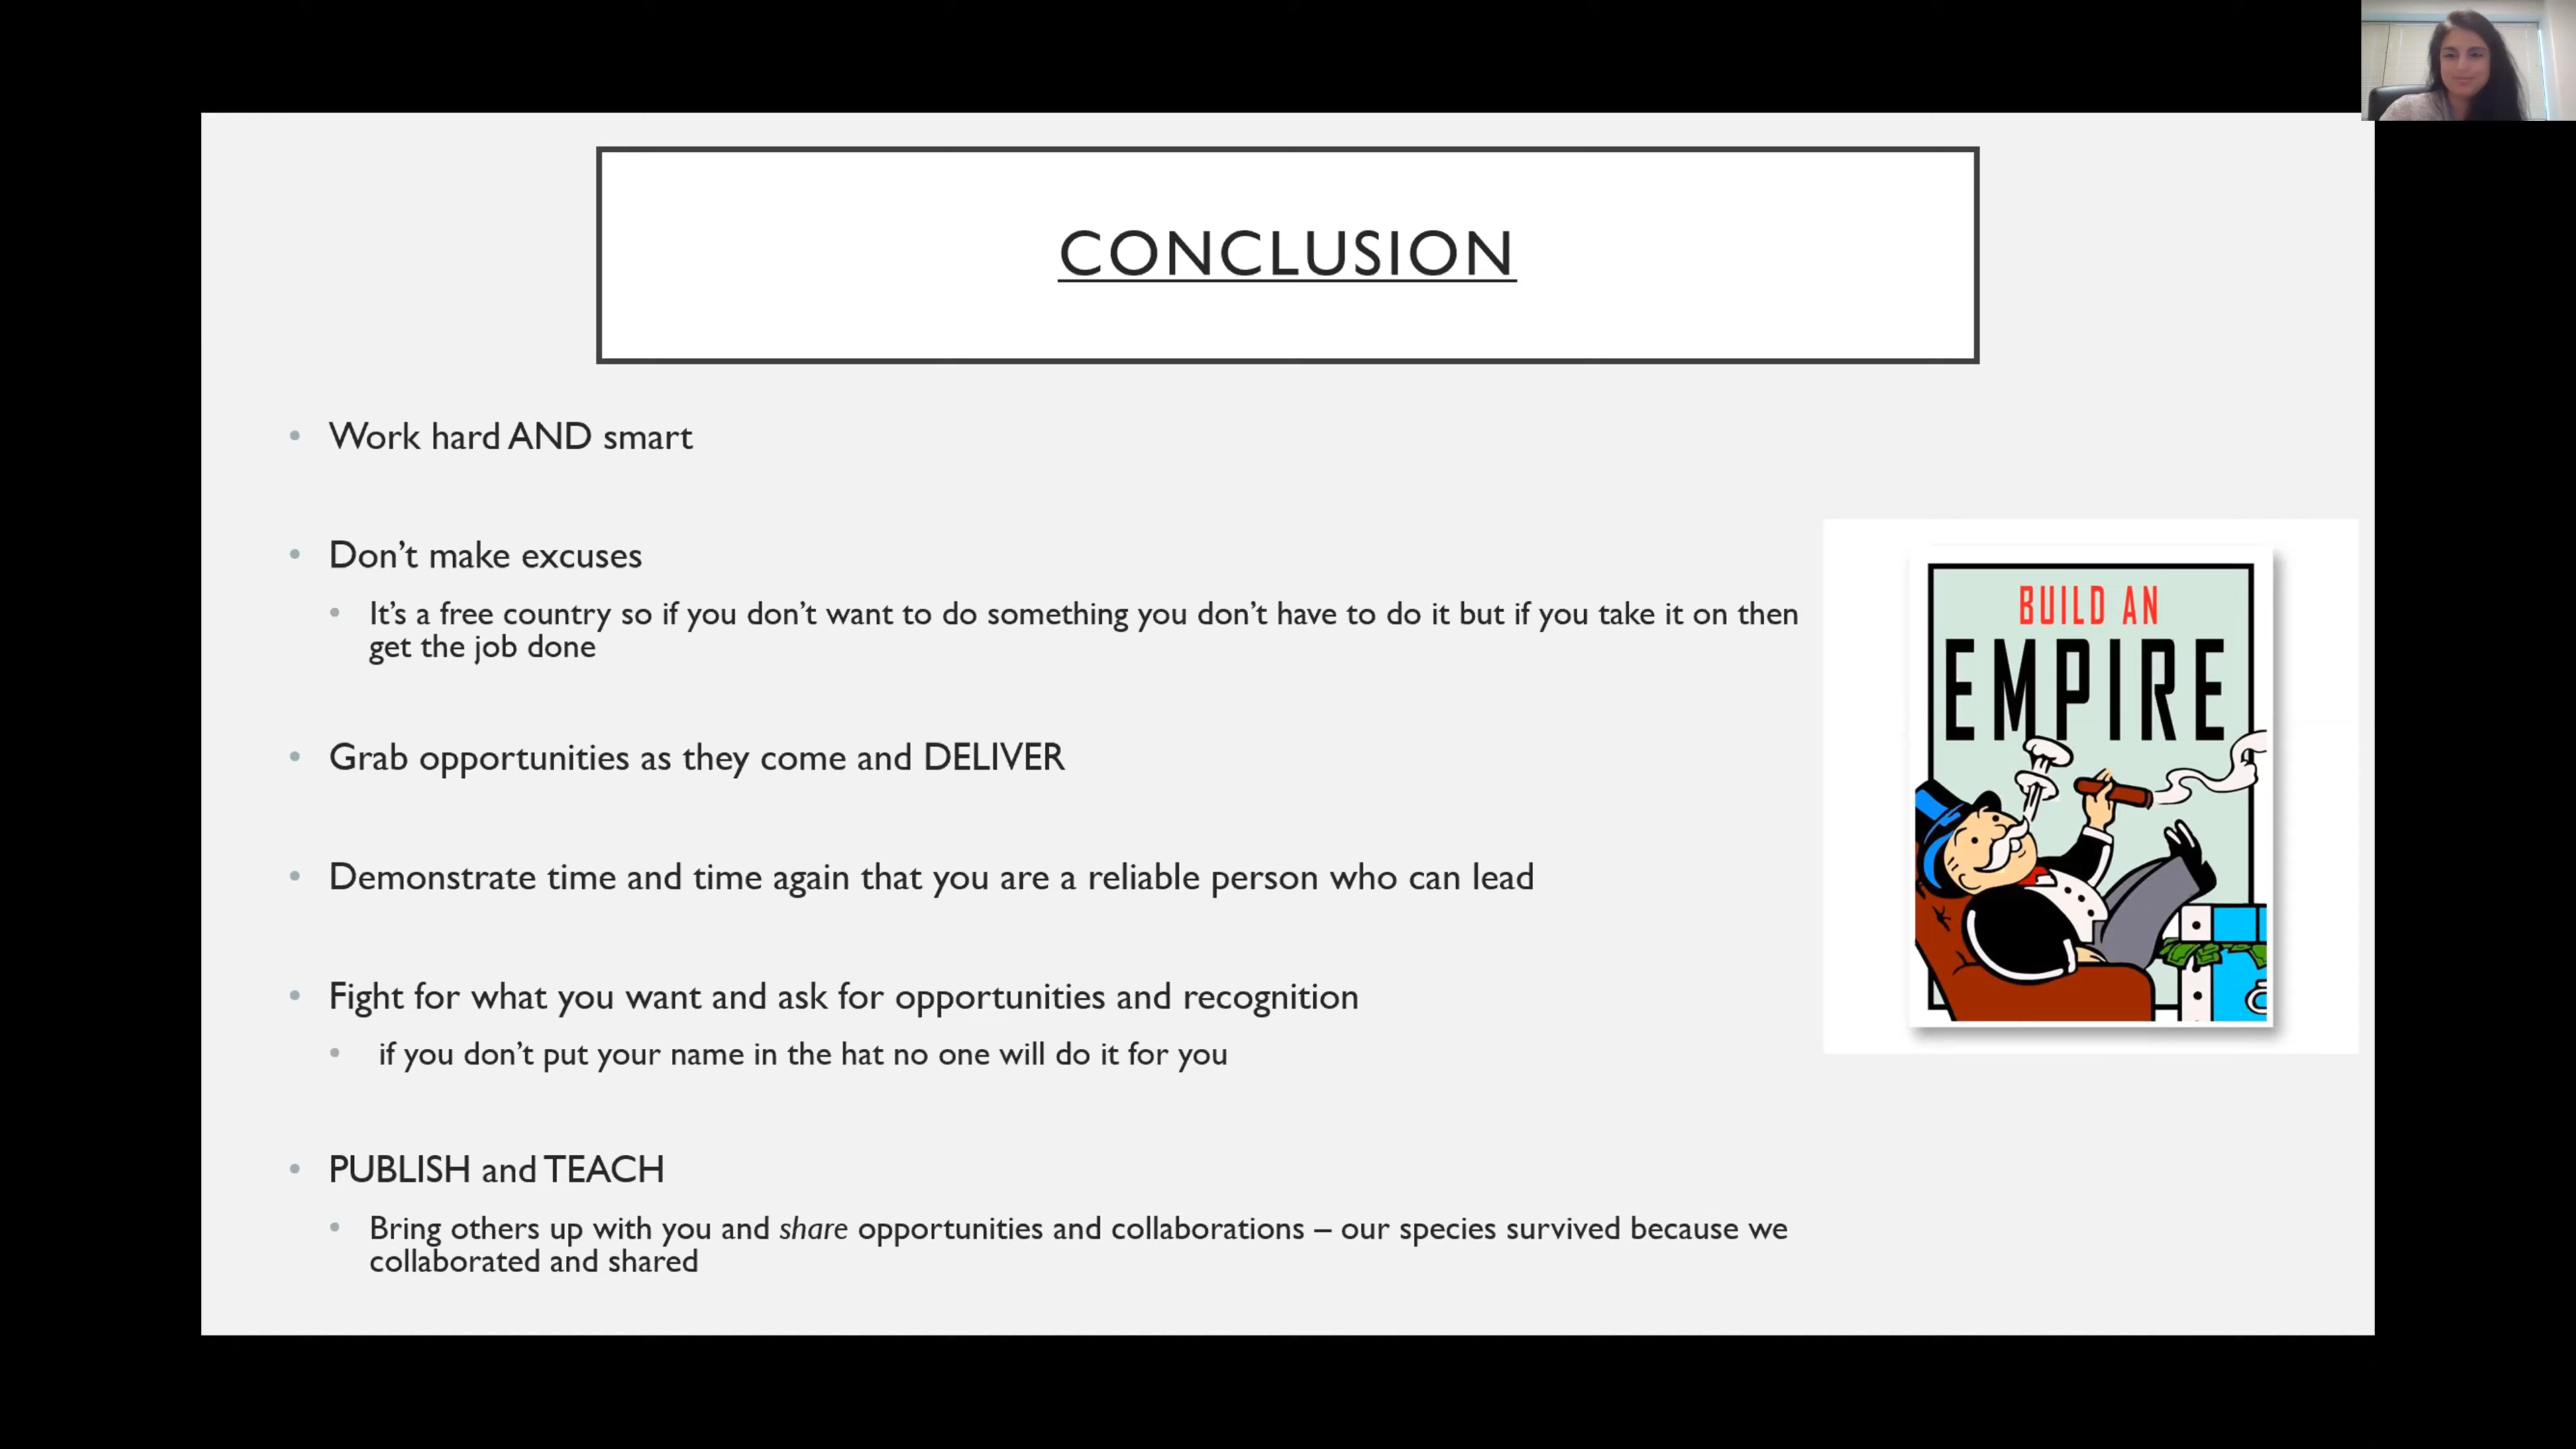 CONCLUSION
• Work hard AND smart
• Don’t make excuses
• It’s a free country so if you don’t want to do something you don’t have to do it but if you take it on then
get the job done
• Grab opportunities as they come and DELIVER
• Demonstrate time and time again that you are a reliable person who can lead
• Fight for what you want and ask for opportunities and recognition
• if you don’t put your name in the hat no one will do it for you
• PUBLISH and TEACH
• Bring others up with you and share opportunities and collaborations – our species survived because we
collaborated and shared
BUILD AN
EMPIRE